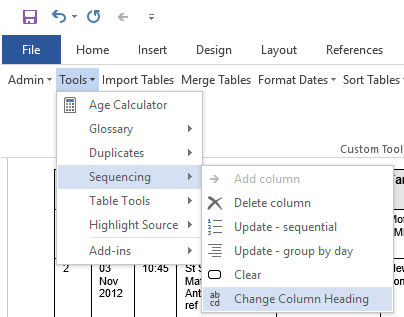 File Home Insert Design Layout References
Admin Tools Import Tables Merge Tables Format Dates Sort Tables
Age Calculator
Glossary
Duplicates
Custom Tool
Sequencing
Add column
Table Tools
Delete column
Highlight Source
Update - sequential
Add-ins
Update - group by day
2 03 Nov 2012 10:45 St
Clear
Ant
ref
ab
cd Change Column Heading